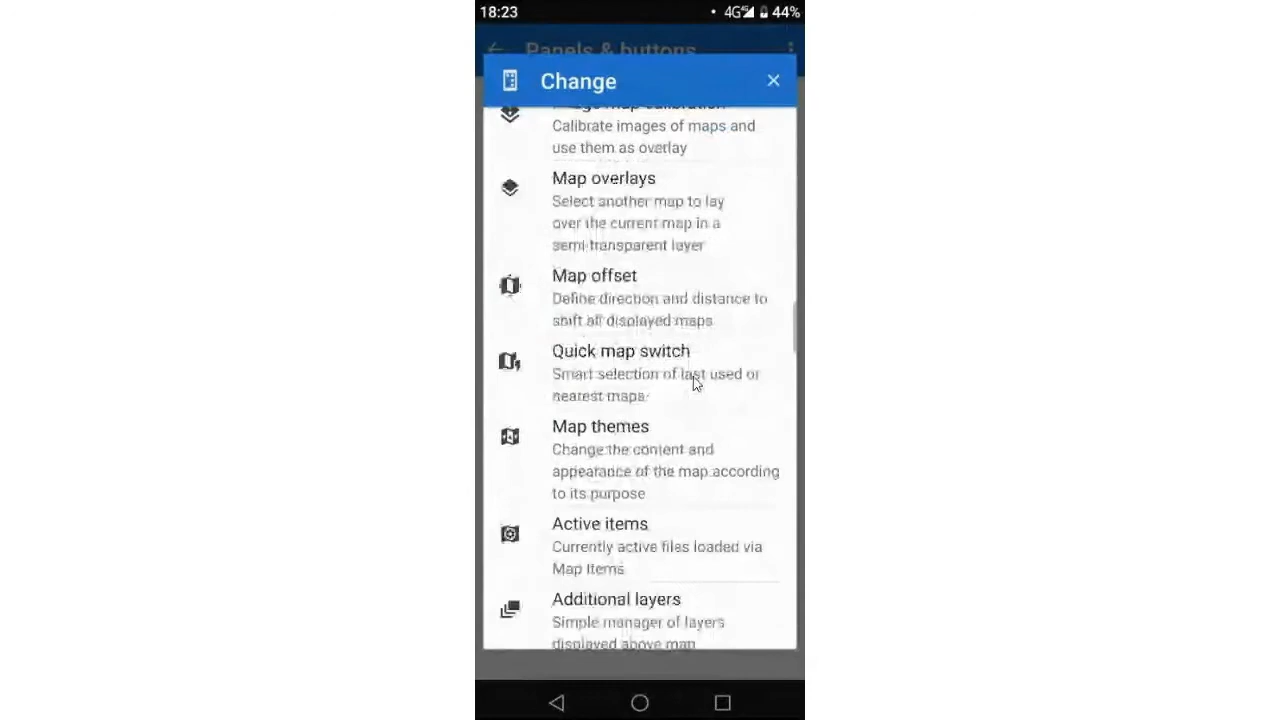 18:23
4G 44%
Panels & buttons
Change
Image map calibration
Calibrate images of maps and
use them as overlay
Map overlays
Select another map to lay
over the current map in a
semi-transparent layer
Map offset
Define direction and distance to
shift all displayed maps
Quick map switch
Smart selection of last used or
nearest maps
Map themes
Change the content and
appearance of the map according
to its purpose
Active items
Currently active files loaded via
Map Items
Additional layers
Simple manager of layers
displayed above map